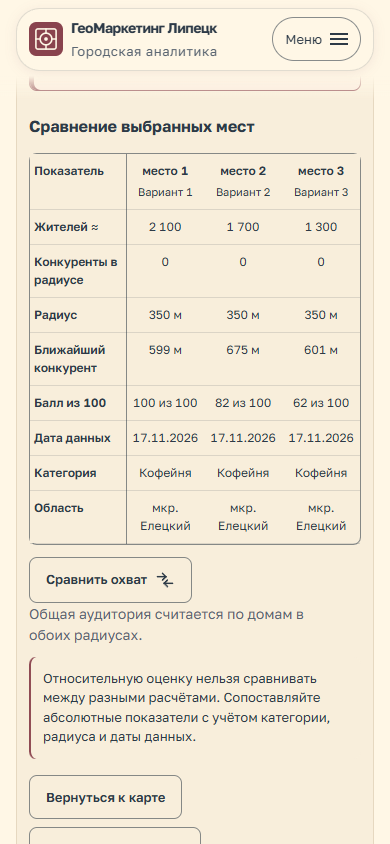 ГеоМаркетинг Липецк
Городская аналитика
Меню
Сравнение выбранных мест
Показатель место 1 место 2 место 3
Вариант 1 Вариант 2 Вариант 3
Жителей ≈ 2 100 1 700 1 300
Конкуренты в 0 0 0
радиусе
Радиус 350 м 350 м 350 м
Ближайший 599 м 675 м 601 м
конкурент
Балл из 100 100 из 100 82 из 100 62 из 100
Дата данных 17.11.2026 17.11.2026 17.11.2026
Категория Кофейня Кофейня Кофейня
Область мкр. мкр. мкр.
Елецкий Елецкий Елецкий
Сравнить охват
Общая аудитория считается по домам в
обоих радиусах.
Относительную оценку нельзя сравнивать
между разными расчётами. Сопоставляйте
абсолютные показатели с учётом категории,
радиуса и даты данных.
Вернуться к карте